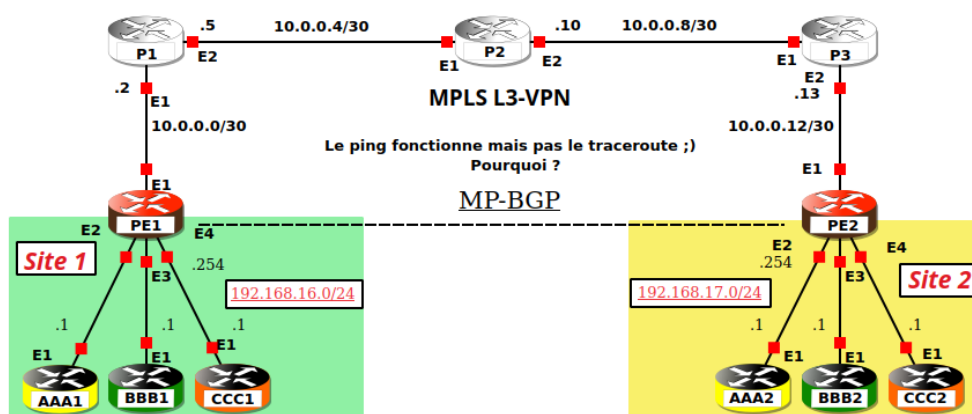 .5
10.0.0.4/30
.10
10.0.0.8/30
P1
E2
P2
E1
E2
P3
E1
E2
.2
E1
.13
MPLS L3-VPN
10.0.0.0/30
10.0.0.12/30
Le ping fonctionne mais pas le traceroute ;)
Pourquoi ?
E1
E1
MP-BGP
PE1
PE2
E2
E4
E2
E4
Site 1
.254
.254
Site 2
E3
E3
192.168.16.0/24
192.168.17.0/24
.1
.1
.1
.1
.1
.1
E1
E1
E1
E1
E1
E1
AAA1
BBB1
CCC1
AAA2
BBB2
CCC2